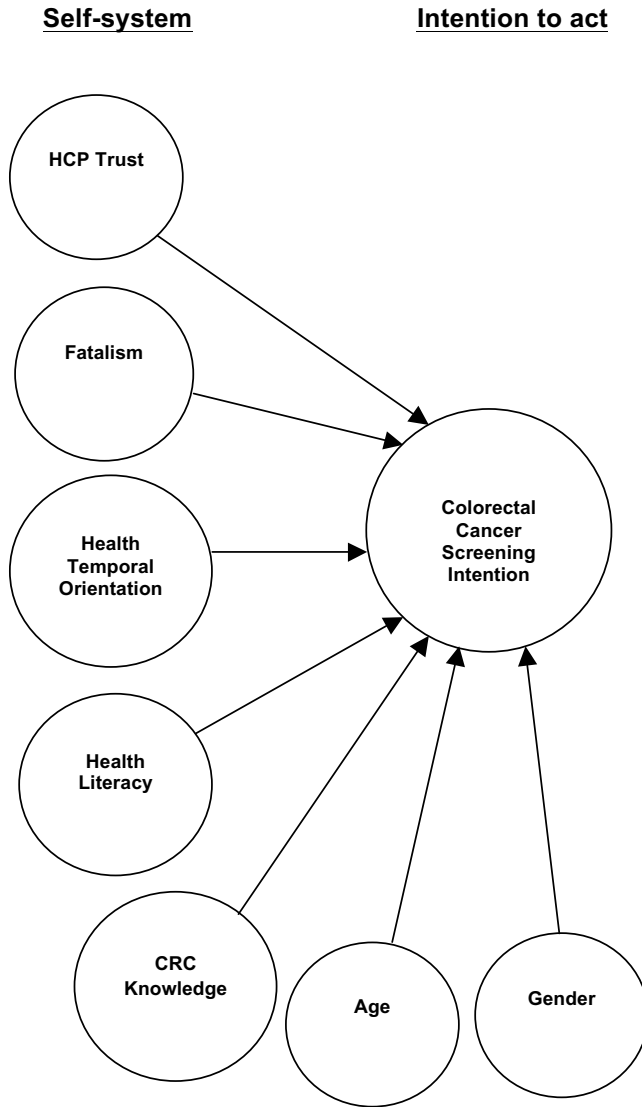 Self-system
Intention to act
HCP Trust
Fatalism
Health
Temporal
Orientation
Health
Literacy
CRC
Knowledge
Age
Gender
Colorectal
Cancer
Screening
Intention